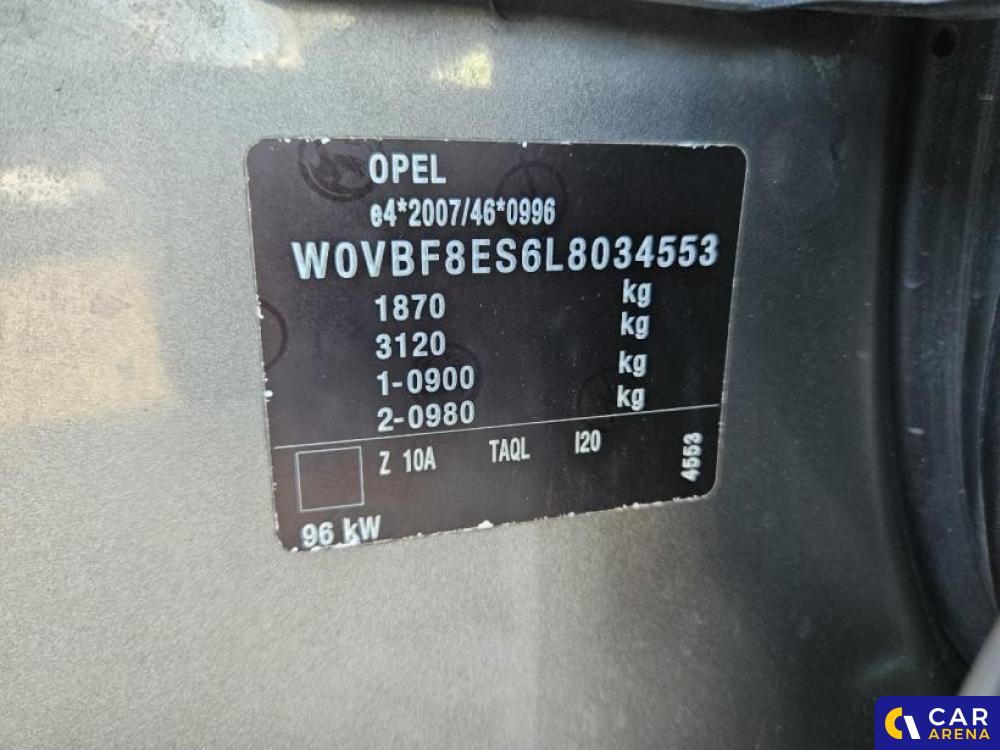 OPEL
e4*2007/46*0996
W0VBF8ES6L8034553
1870 kg
3120 kg
1-0900 kg
2-0980 kg
Z 10A TAQL I20
4553
96 kW
CAR
ARENA